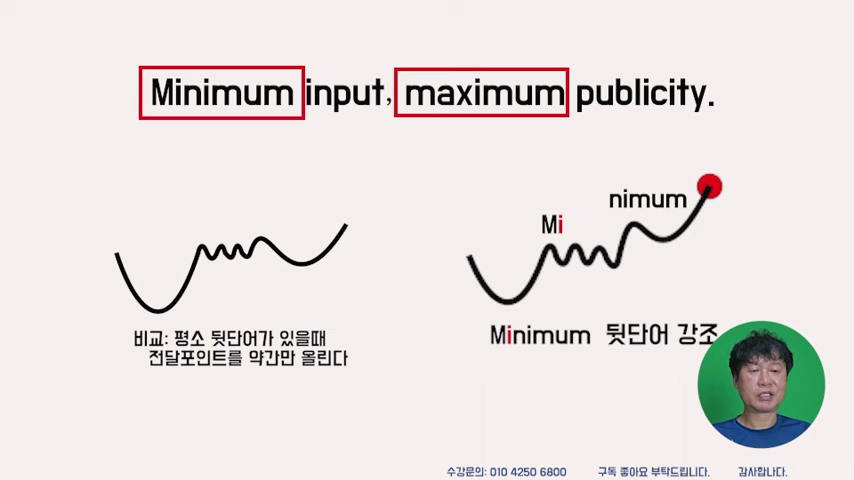 Minimum input, maximum publicity.
nimum
Mi
비교: 평소 뒷단어가 있을때
전달포인트를 약간만 올린다
Minimum 뒷단어 강조
수강문의: 010 4250 6800 구독 좋아요 부탁드립니다. 감사합니다.